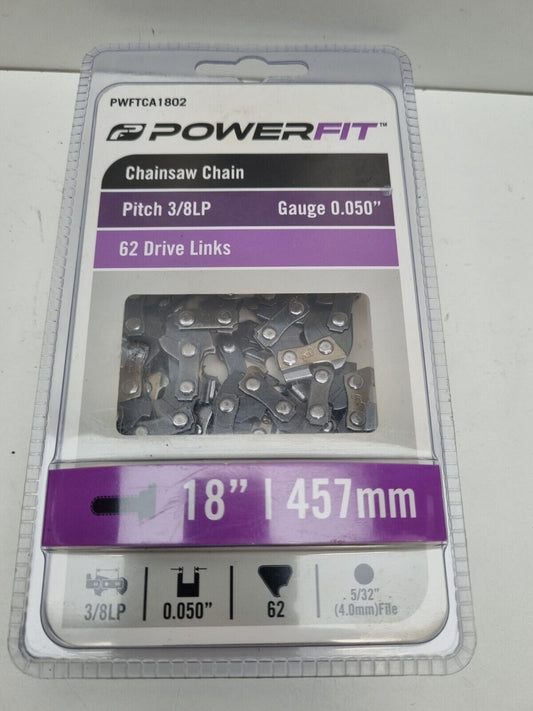 PWFTCA1802
POWERFIT™
Chainsaw Chain
Pitch 3/8LP Gauge 0.050”
62 Drive Links
18” | 457mm
3/8LP 0.050” 62 5/32”
(4.0mm)File